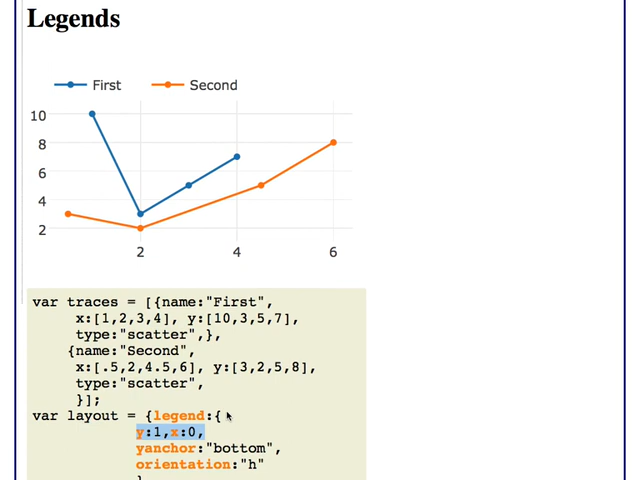 Legends
First Second
10
8
6
4
2
2 4 6
var traces = [{name:"First",
x:[1,2,3,4], y:[10,3,5,7],
type:"scatter",},
{name:"Second",
x:[.5,2,4.5,6], y:[3,2,5,8],
type:"scatter",
}];
var layout = {legend:{
y:1,x:0,
yanchor:"bottom",
orientation:"h"